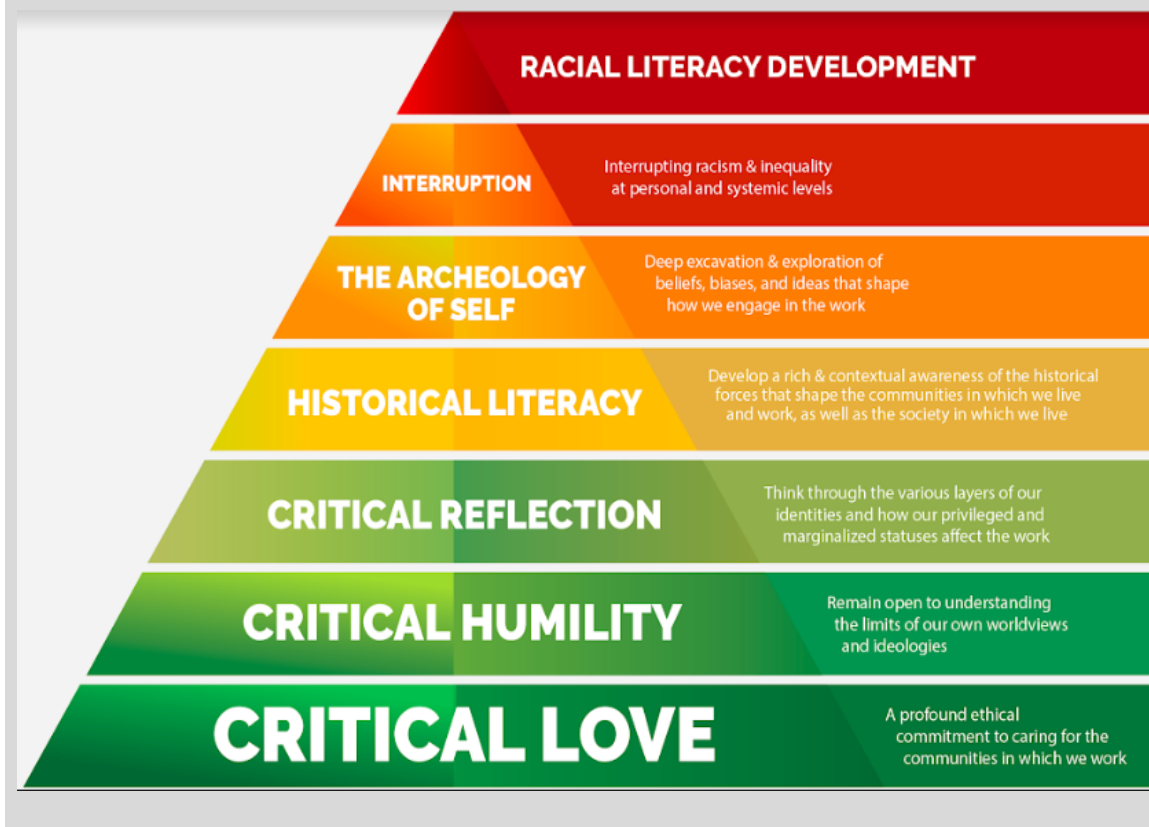 RACIAL LITERACY DEVELOPMENT
INTERRUPTION
Interrupting racism & inequality
at personal and systemic levels
THE ARCHEOLOGY
OF SELF
Deep excavation & exploration of
beliefs, biases, and ideas that shape
how we engage in the work
HISTORICAL LITERACY
Develop a rich & contextual awareness of the historical
forces that shape the communities in which we live
and work, as well as the society in which we live
CRITICAL REFLECTION
Think through the various layers of our
identities and how our privileged and
marginalized statuses affect the work
CRITICAL HUMILITY
Remain open to understanding
the limits of our own worldviews
and ideologies
CRITICAL LOVE
A profound ethical
commitment to caring for the
communities in which we work